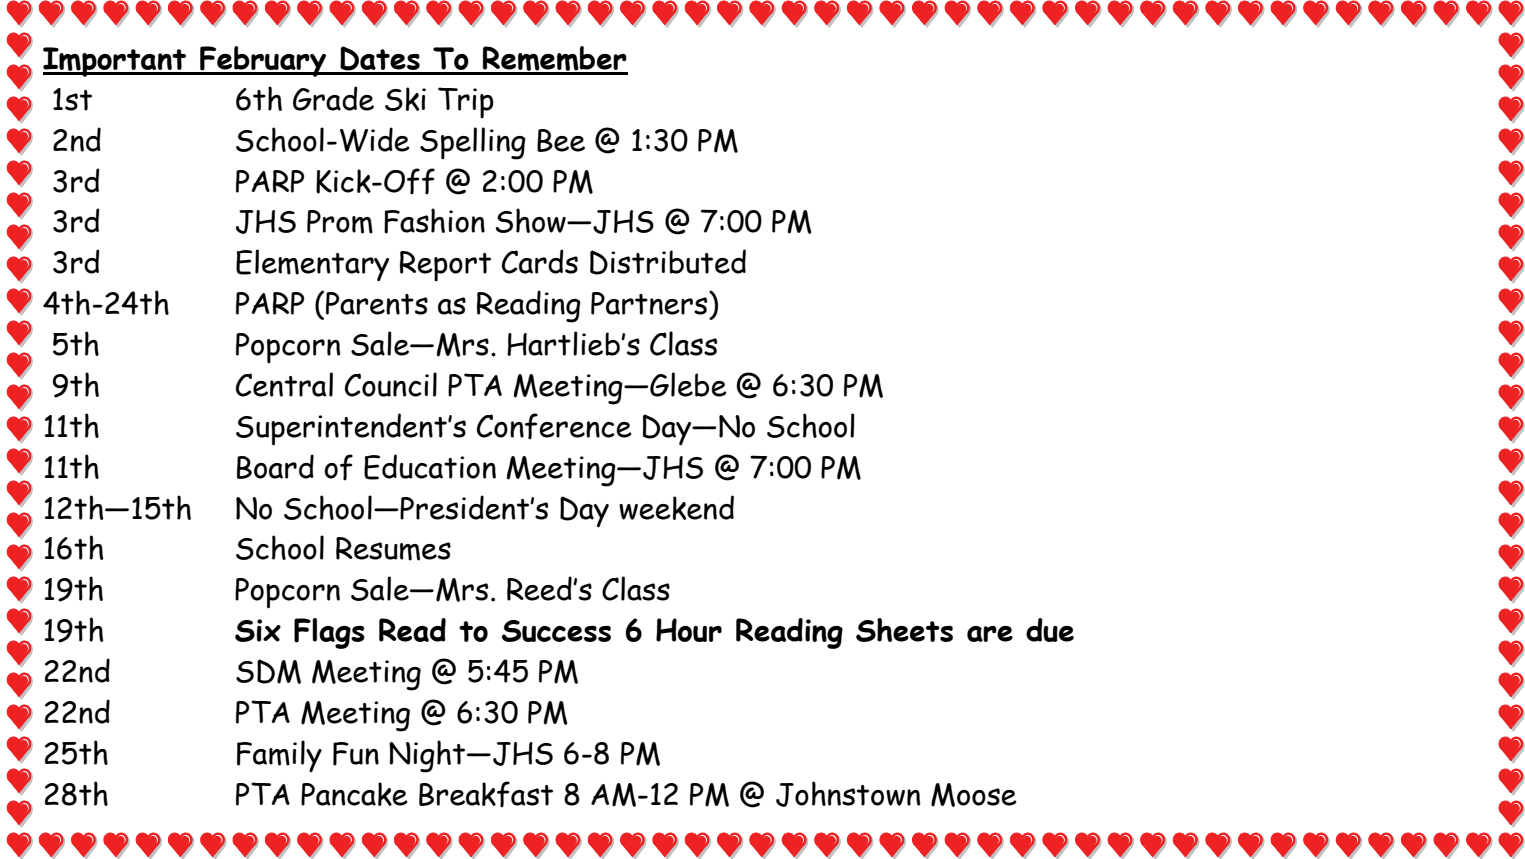 Important February Dates To Remember
1st 6th Grade Ski Trip
2nd School-Wide Spelling Bee @ 1:30 PM
3rd PARP Kick-Off @ 2:00 PM
3rd JHS Prom Fashion Show—JHS @ 7:00 PM
3rd Elementary Report Cards Distributed
4th-24th PARP (Parents as Reading Partners)
5th Popcorn Sale—Mrs. Hartlieb’s Class
9th Central Council PTA Meeting—Glebe @ 6:30 PM
11th Superintendent’s Conference Day—No School
11th Board of Education Meeting—JHS @ 7:00 PM
12th—15th No School—President’s Day weekend
16th School Resumes
19th Popcorn Sale—Mrs. Reed’s Class
19th Six Flags Read to Success 6 Hour Reading Sheets are due
22nd SDM Meeting @ 5:45 PM
22nd PTA Meeting @ 6:30 PM
25th Family Fun Night—JHS 6-8 PM
28th PTA Pancake Breakfast 8 AM-12 PM @ Johnstown Moose